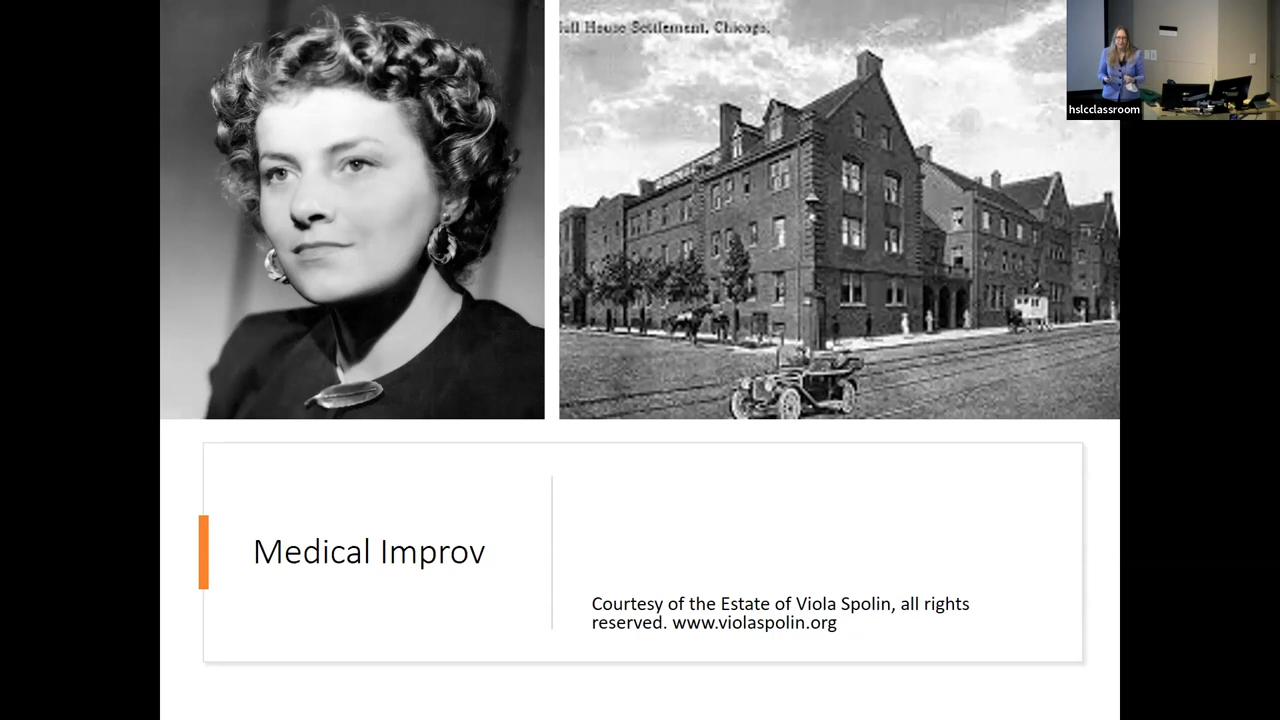 Hull House Settlement, Chicago.
hslcclassroom
Medical Improv
Courtesy of the Estate of Viola Spolin, all rights
reserved. www.violaspolin.org